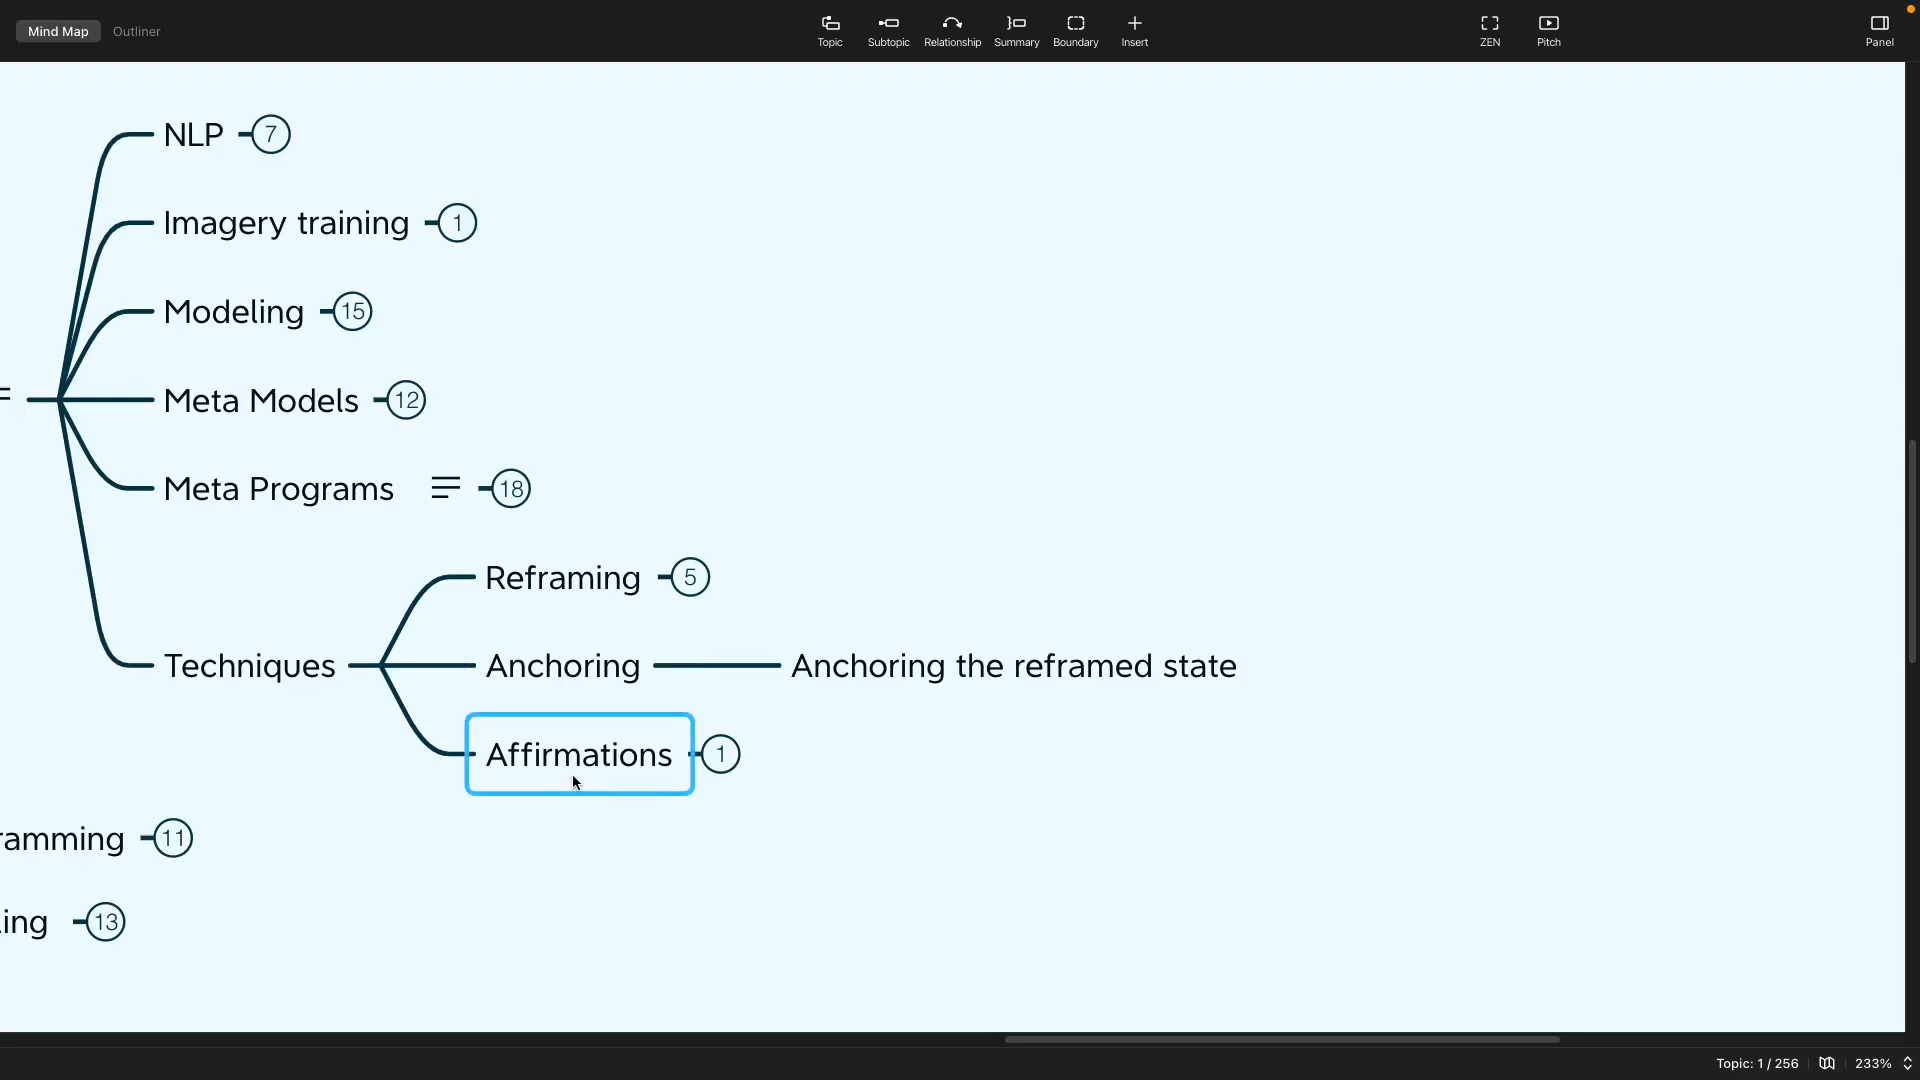 Mind Map
Outliner
Topic
Subtopic
Relationship
Summary
Boundary
Insert
ZEN
Pitch
Panel
NLP 7
Imagery training 1
Modeling 15
Meta Models 12
Meta Programs 18
Reframing 5
Techniques
Anchoring
Anchoring the reframed state
Affirmations 1
ramming 11
ing 13
Topic: 1 / 256
233%